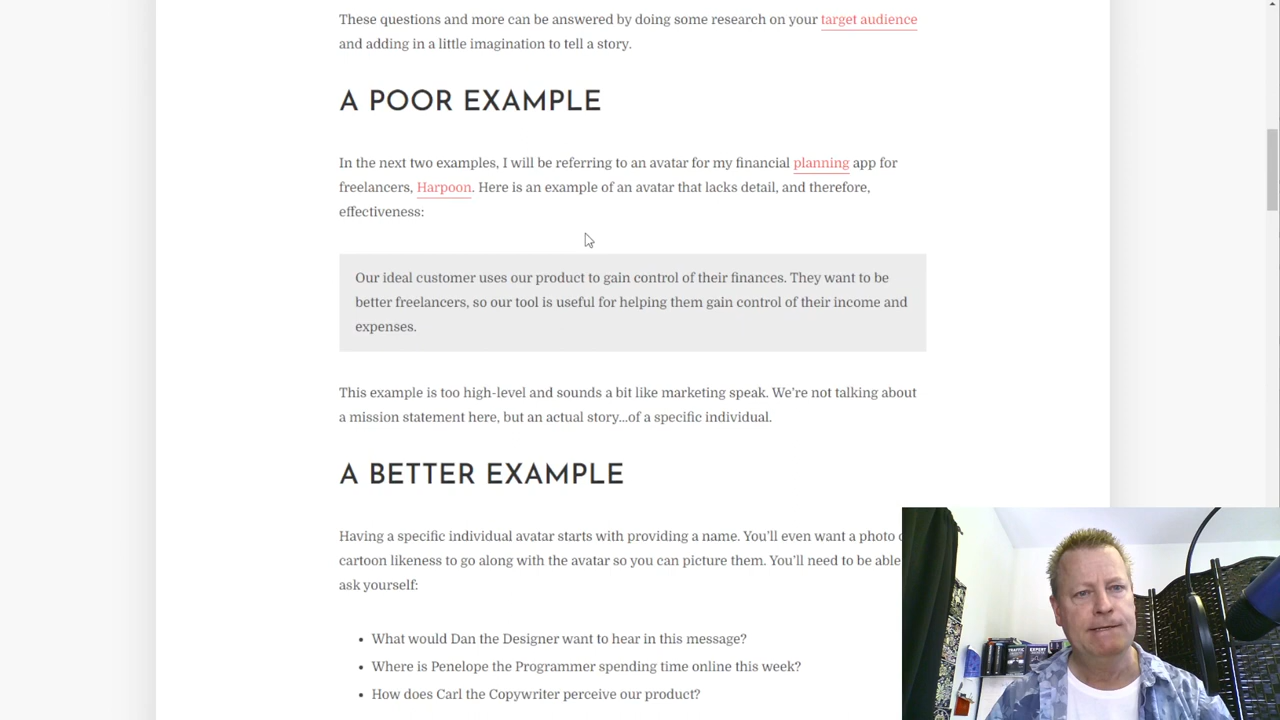 These questions and more can be answered by doing some research on your target audience
and adding in a little imagination to tell a story.
A POOR EXAMPLE
In the next two examples, I will be referring to an avatar for my financial planning app for
freelancers, Harpoon. Here is an example of an avatar that lacks detail, and therefore,
effectiveness:
Our ideal customer uses our product to gain control of their finances. They want to be
better freelancers, so our tool is useful for helping them gain control of their income and
expenses.
This example is too high-level and sounds a bit like marketing speak. We’re not talking about
a mission statement here, but an actual story…of a specific individual.
A BETTER EXAMPLE
Having a specific individual avatar starts with providing a name. You’ll even want a photo
cartoon likeness to go along with the avatar so you can picture them. You’ll need to be able
ask yourself:
• What would Dan the Designer want to hear in this message?
• Where is Penelope the Programmer spending time online this week?
• How does Carl the Copywriter perceive our product?
TRAFFIC
EXPERT